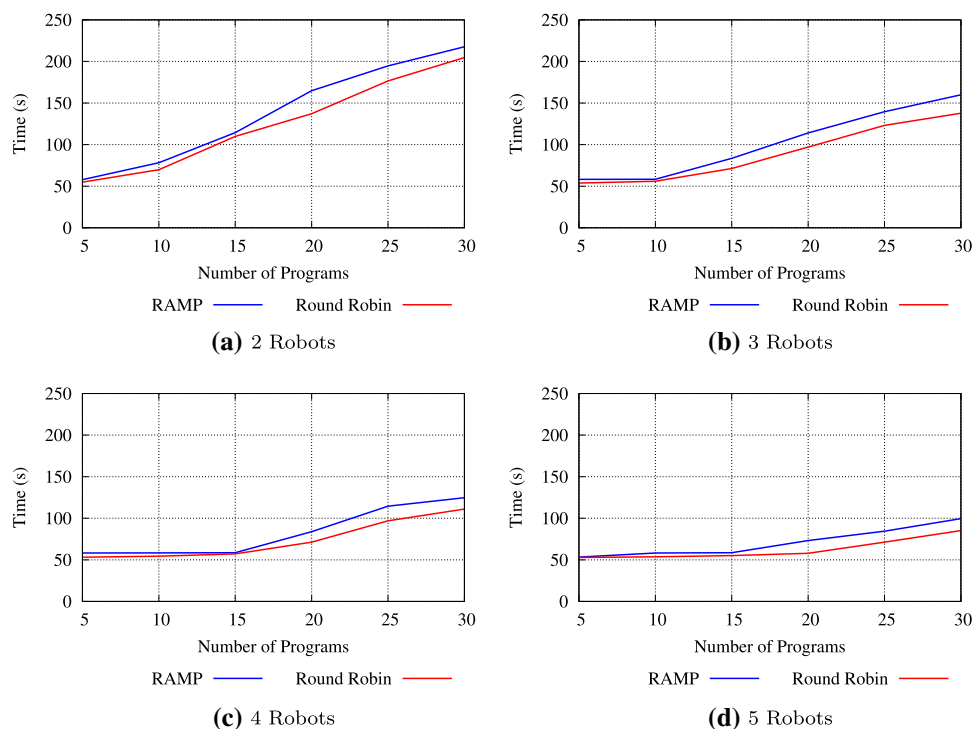 250
200
150
100
50
0
Time (s)
5 10 15 20 25 30
Number of Programs
RAMP Round Robin
(a) 2 Robots
250
200
150
100
50
0
Time (s)
5 10 15 20 25 30
Number of Programs
RAMP Round Robin
(b) 3 Robots
250
200
150
100
50
0
Time (s)
5 10 15 20 25 30
Number of Programs
RAMP Round Robin
(c) 4 Robots
250
200
150
100
50
0
Time (s)
5 10 15 20 25 30
Number of Programs
RAMP Round Robin
(d) 5 Robots